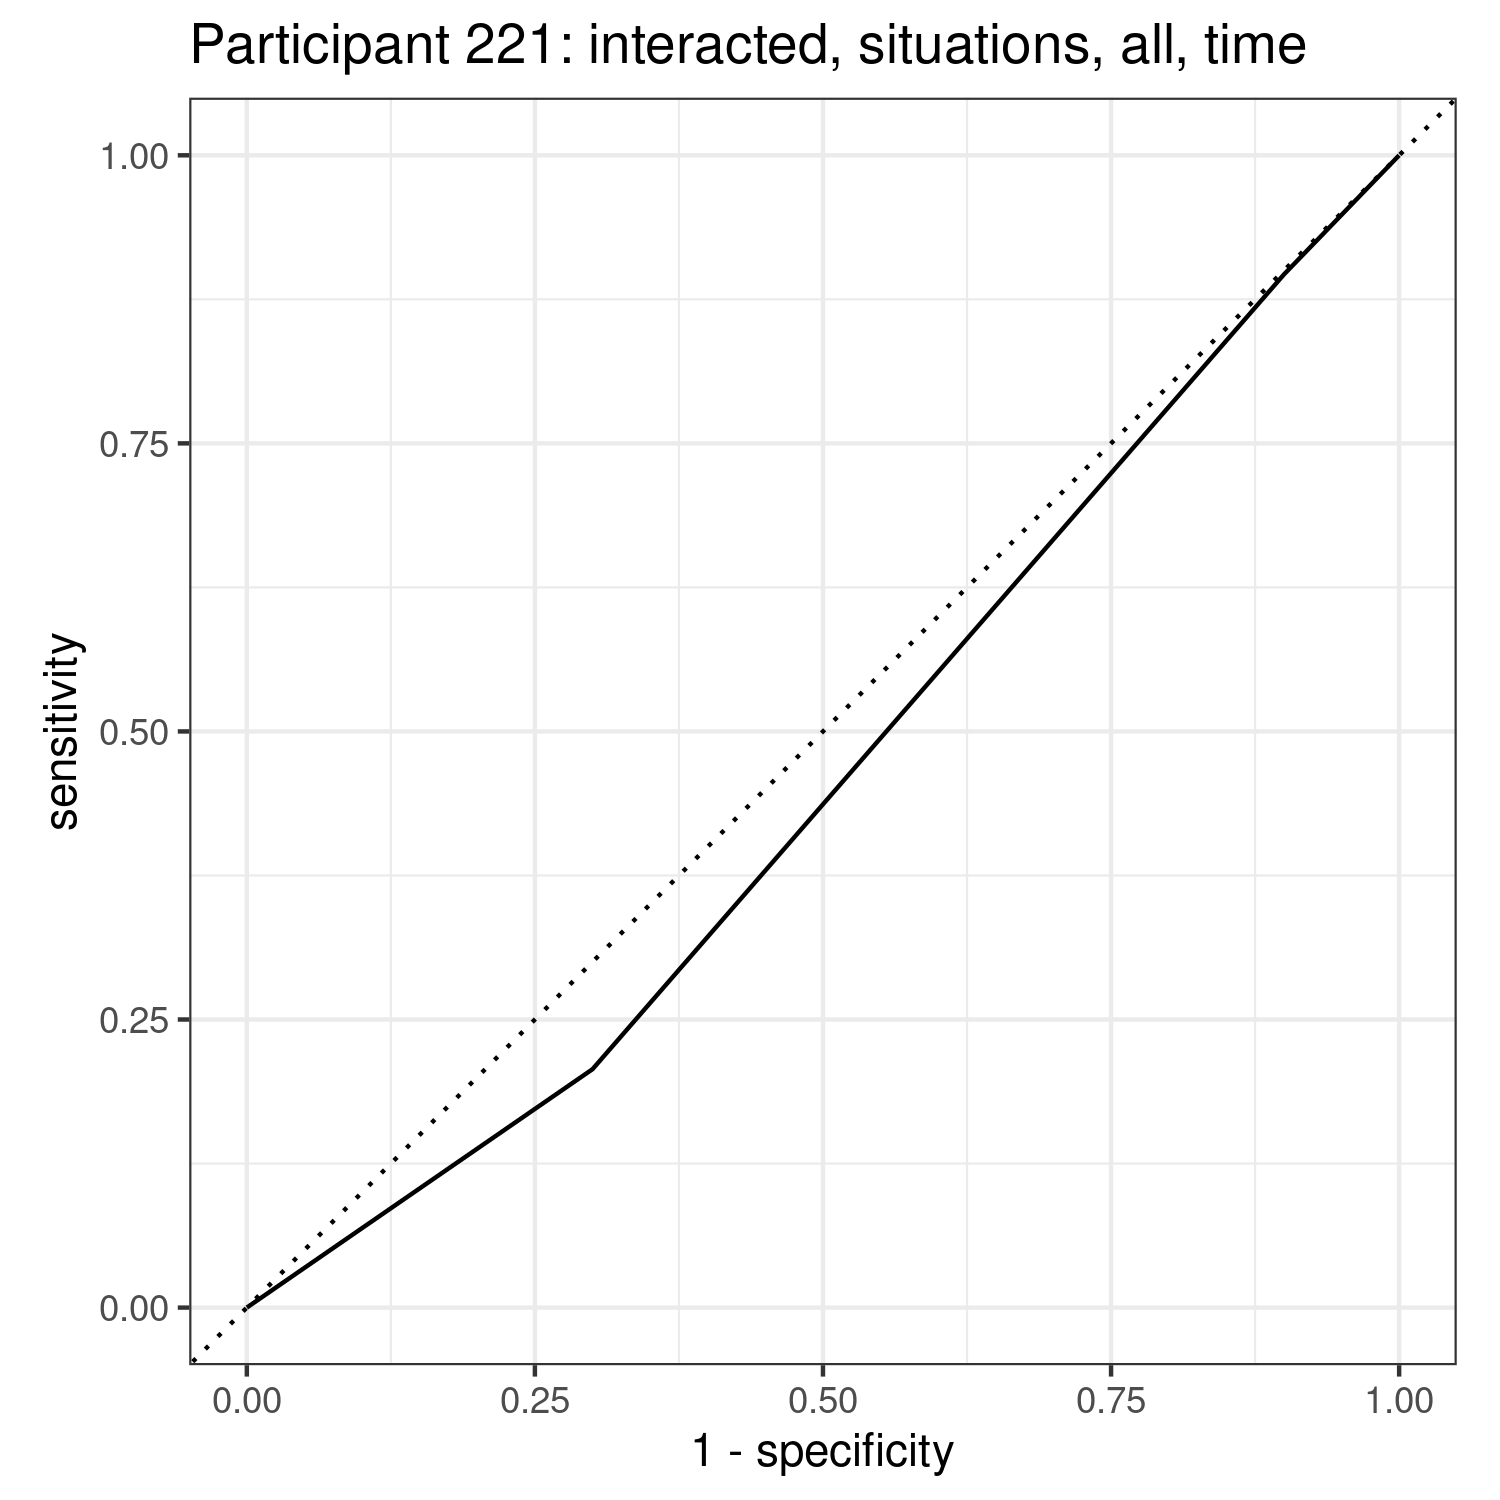 Participant 221: interacted, situations, all, time
1.00
0.75
0.50
0.25
0.00
sensitivity
0.00 0.25 0.50 0.75 1.00
1 - specificity